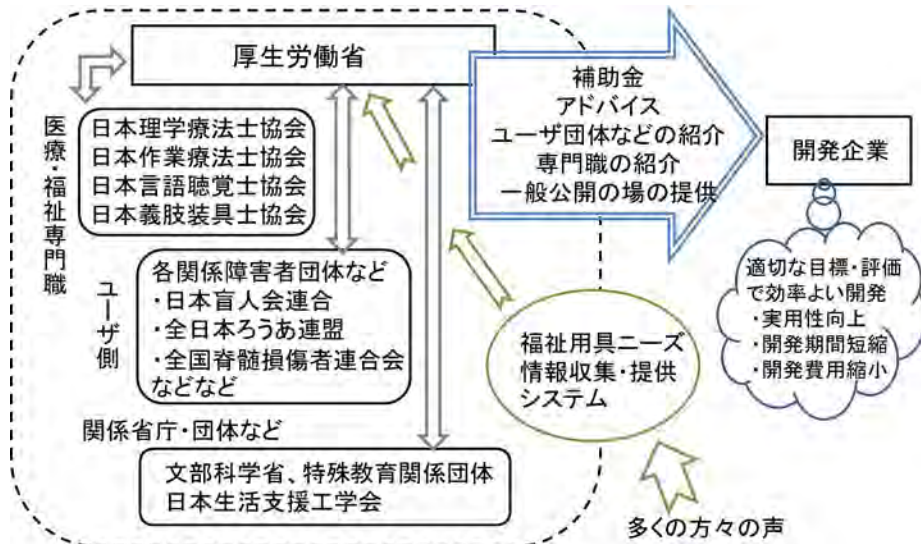 厚生労働省
医療・福祉専門職
日本理学療法士協会
日本作業療法士協会
日本言語聴覚士協会
日本義肢装具士協会
ユーザ側
各関係障害者団体など
・日本盲人会連合
・全日本ろうあ連盟
・全国脊髄損傷者連合会
などなど
関係省庁・団体など
文部科学省、特殊教育関係団体
日本生活支援工学会
補助金
アドバイス
ユーザ団体などの紹介
専門職の紹介
一般公開の場の提供
福祉用具ニーズ
情報収集・提供
システム
多くの方々の声
開発企業
適切な目標・評価
で効率よい開発
・実用性向上
・開発期間短縮
・開発費用縮小